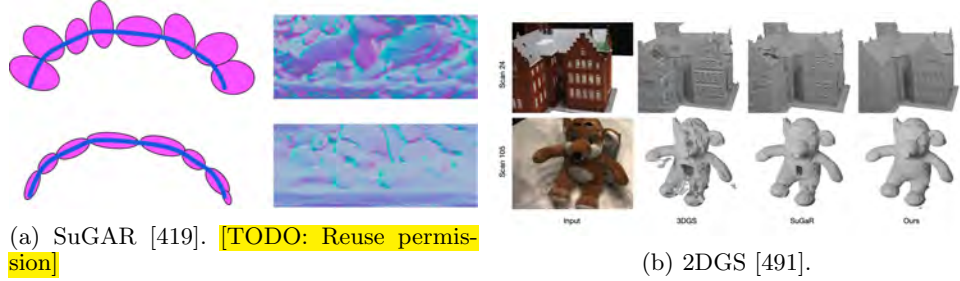 Scan 24
Scan 105
Input
3DGS
SuGaR
Ours
(a) SuGAR [419]. [TODO: Reuse permis-
sion]
(b) 2DGS [491].